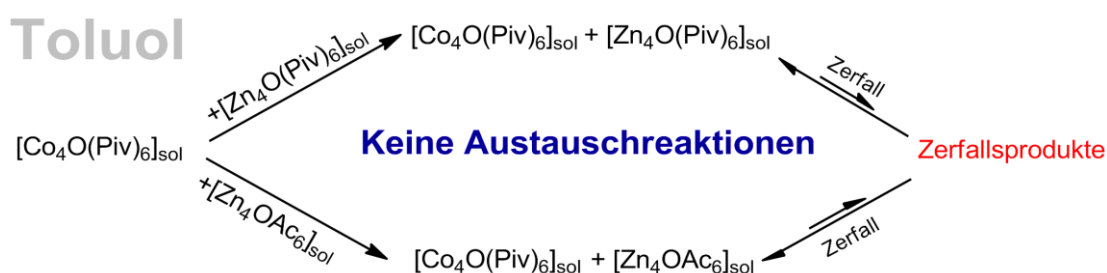 Toluol
[Co₄O(Piv)₆]sol + [Zn₄O(Piv)₆]sol
+[Zn₄O(Piv)₆]sol
Zerfall
[Co₄O(Piv)₆]sol
Keine Austauschreaktionen
Zerfallsprodukte
+[Zn₄OAc₆]sol
Zerfall
[Co₄O(Piv)₆]sol + [Zn₄OAc₆]sol